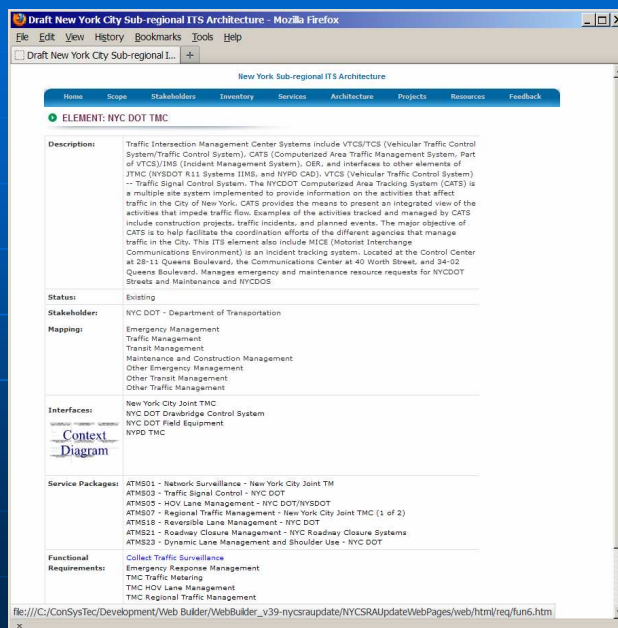 Draft New York City Sub-regional ITS Architecture - Mozilla Firefox
File Edit View History Bookmarks Tools Help
Draft New York City Sub-regional I... +
New York Sub-regional ITS Architecture
Home Scope Stakeholders Inventory Services Architecture Projects Resources Feedback
ELEMENT: NYC DOT TMC
Description:
Traffic Intersection Management Center Systems include VTCS/TCS (Vehicular Traffic Control
System/Traffic Control System), CATS (Computerized Area Traffic Management System, Part
of VTCS)/IMS (Incident Management System), OER, and interfaces to other elements of
JTMC (NYSDOT R11 Systems IIMS, and NYPD CAD). VTCS (Vehicular Traffic Control System)
-- Traffic Signal Control System. The NYCDOT Computerized Area Tracking System (CATS) is
a multiple site system implemented to provide information on the activities that affect
traffic in the City of New York. CATS provides the means to present an integrated view of the
activities that impede traffic flow. Examples of the activities tracked and managed by CATS
include construction projects, traffic incidents, and planned events. The major objective of
CATS is to help facilitate the coordination efforts of the different agencies that manage
traffic in the City. This ITS element also include MICE (Motorist Interchange
Communications Environment) is an incident tracking system. Located at the Control Center
at 28-11 Queens Boulevard, the Communications Center at 40 Worth Street, and 34-02
Queens Boulevard. Manages emergency and maintenance resource requests for NYCDOT
Streets and Maintenance and NYCDOS
Status: Existing
Stakeholder: NYC DOT - Department of Transportation
Mapping: Emergency Management
Traffic Management
Transit Management
Maintenance and Construction Management
Other Emergency Management
Other Transit Management
Other Traffic Management
Interfaces:
Context
Diagram
New York City Joint TMC
NYC DOT Drawbridge Control System
NYC DOT Field Equipment
NYPD TMC
Service Packages: ATMS01 - Network Surveillance - New York City Joint TM
ATMS03 - Traffic Signal Control - NYC DOT
ATMS05 - HOV Lane Management - NYC DOT/NYSDOT
ATMS07 - Regional Traffic Management - New York City Joint TMC (1 of 2)
ATMS18 - Reversible Lane Management - NYC DOT
ATMS21 - Roadway Closure Management - NYC Roadway Closure Systems
ATMS23 - Dynamic Lane Management and Shoulder Use - NYC DOT
Functional
Requirements:
Collect Traffic Surveillance
Emergency Response Management
TMC Traffic Metering
TMC HOV Lane Management
TMC Regional Traffic Management
file:///C:/ConSysTec/Development/Web Builder/WebBuilder_v39-nycsraupdate/NYCSRAUpdateWebPages/web/html/req/fun6.htm